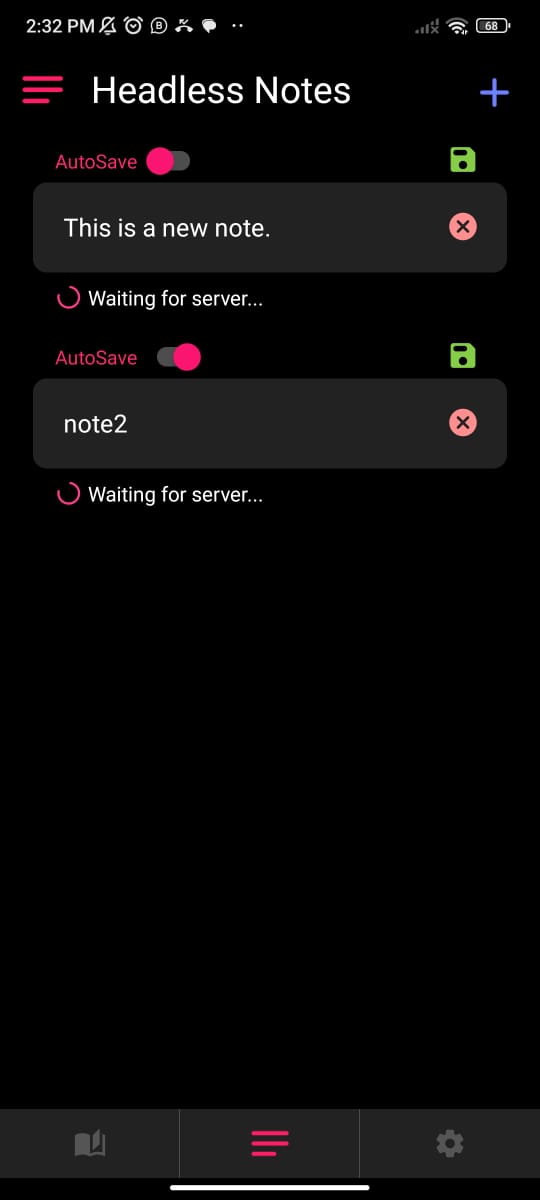 2:32 PM
68
Headless Notes
AutoSave
This is a new note.
Waiting for server...
AutoSave
note2
Waiting for server...